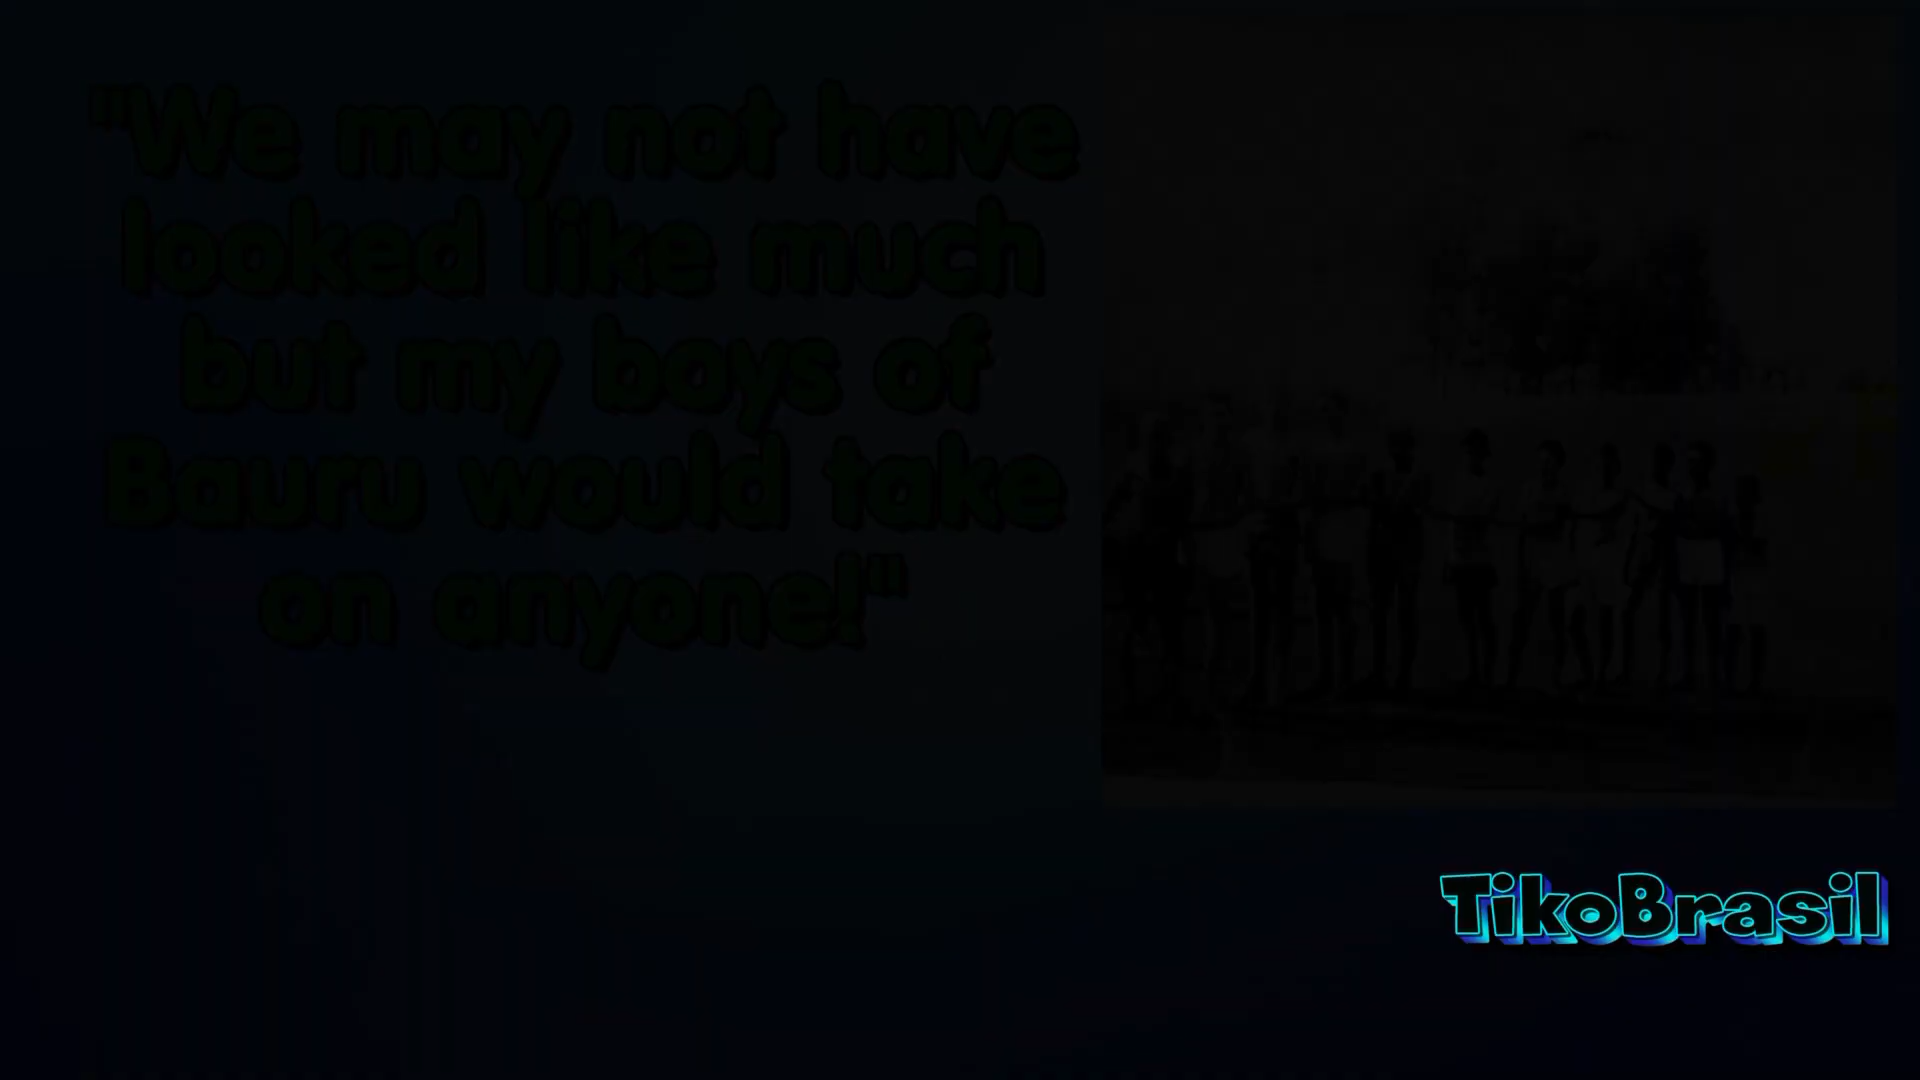 "We may not have
looked like much
but my boys of
Bauru would take
on anyone!"
TikoBrasil